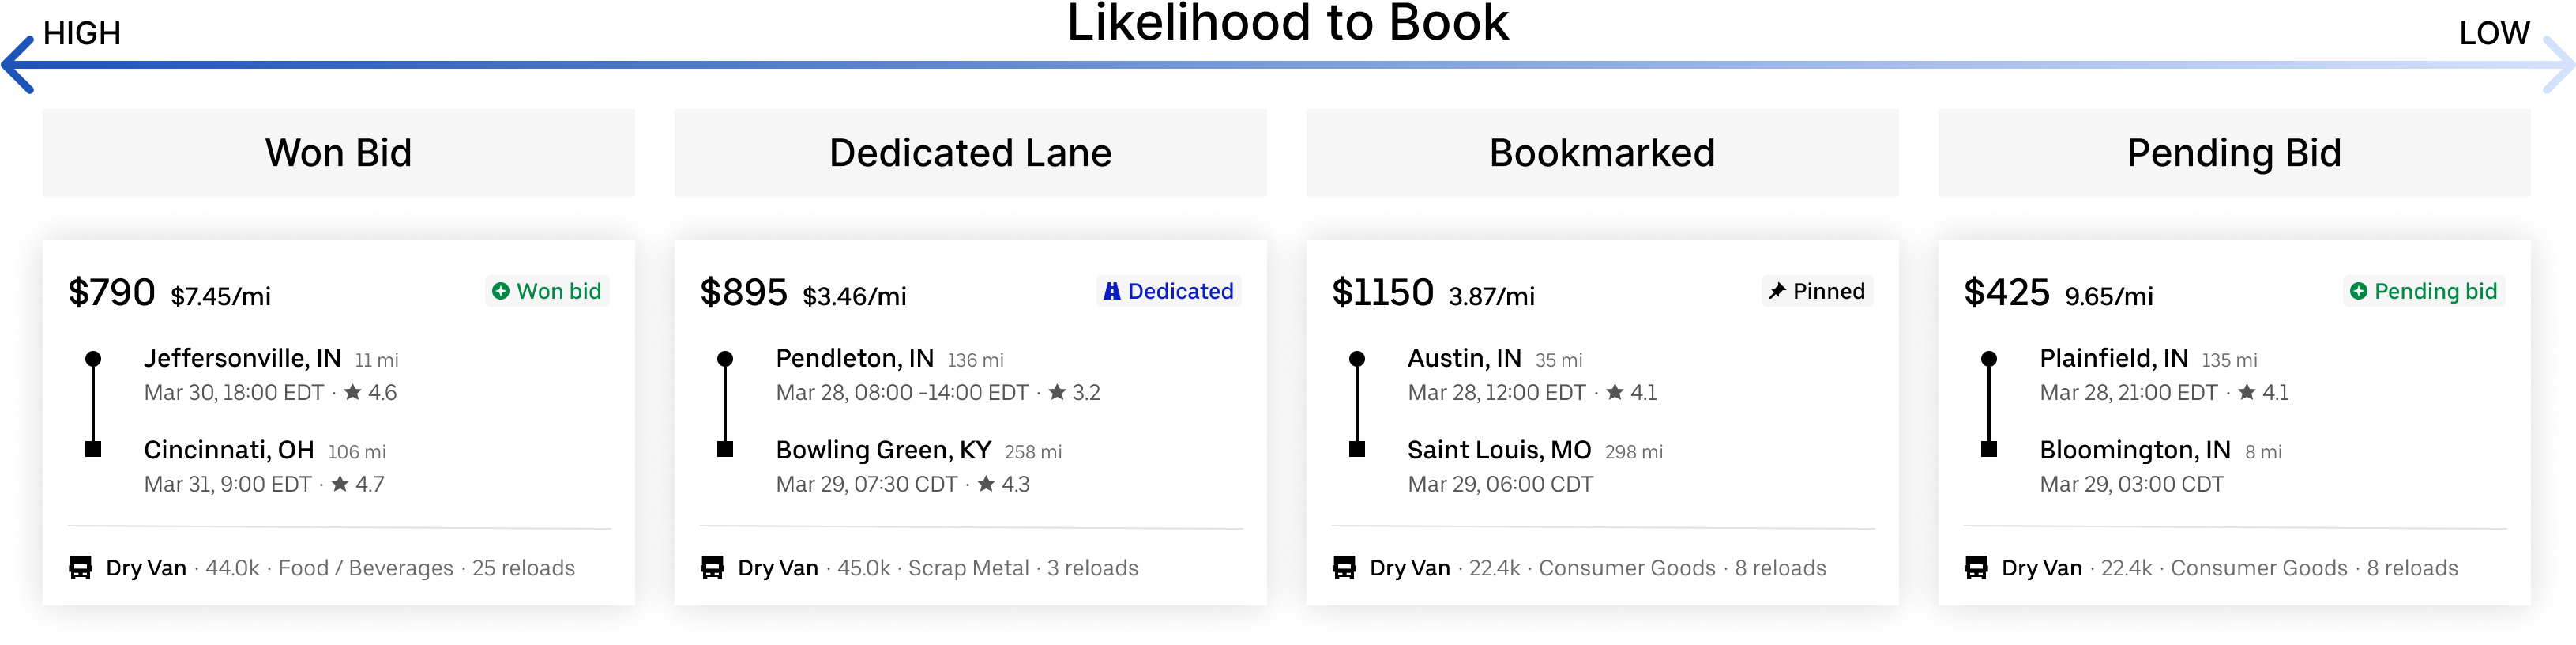 Likelihood to Book
HIGH
LOW
Won Bid
Dedicated Lane
Bookmarked
Pending Bid
$790 $7.45/mi Won bid
Jeffersonville, IN 11 mi
Mar 30, 18:00 EDT · ★ 4.6
Cincinnati, OH 106 mi
Mar 31, 9:00 EDT · ★ 4.7
Dry Van · 44.0k · Food / Beverages · 25 reloads
$895 $3.46/mi Dedicated
Pendleton, IN 136 mi
Mar 28, 08:00 -14:00 EDT · ★ 3.2
Bowling Green, KY 258 mi
Mar 29, 07:30 CDT · ★ 4.3
Dry Van · 45.0k · Scrap Metal · 3 reloads
$1150 3.87/mi Pinned
Austin, IN 35 mi
Mar 28, 12:00 EDT · ★ 4.1
Saint Louis, MO 298 mi
Mar 29, 06:00 CDT
Dry Van · 22.4k · Consumer Goods · 8 reloads
$425 9.65/mi Pending bid
Plainfield, IN 135 mi
Mar 28, 21:00 EDT · ★ 4.1
Bloomington, IN 8 mi
Mar 29, 03:00 CDT
Dry Van · 22.4k · Consumer Goods · 8 reloads